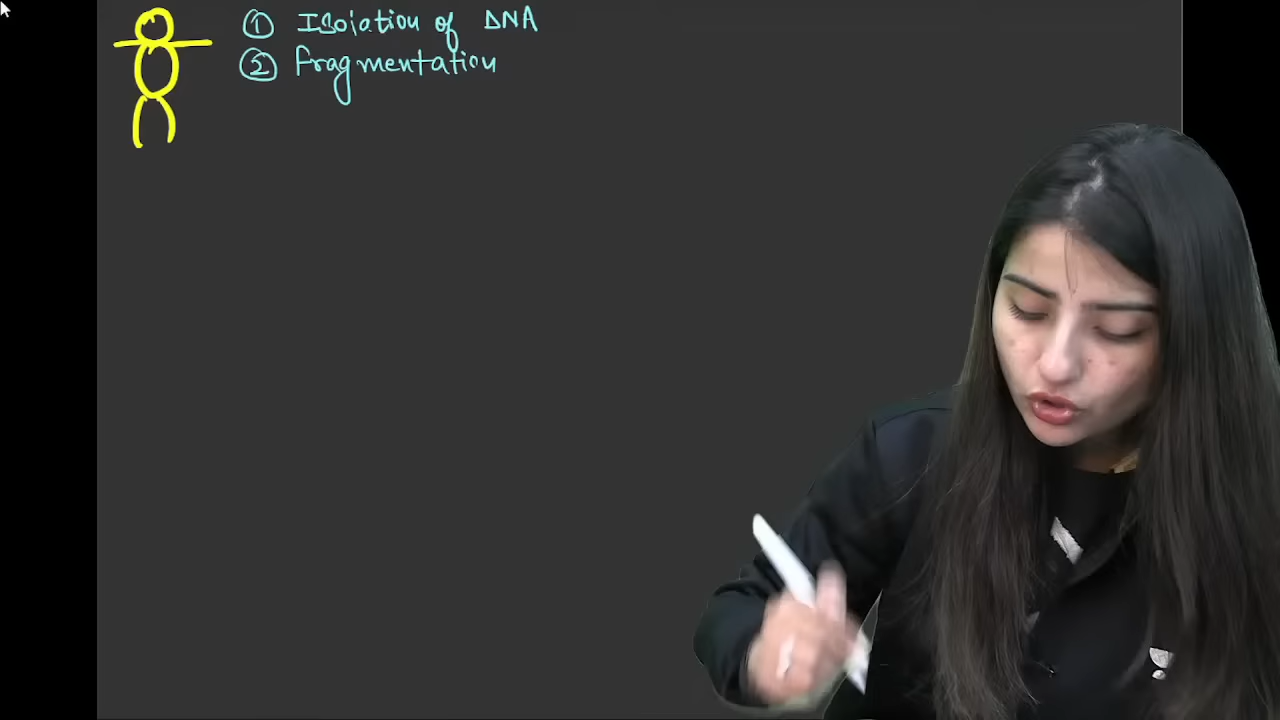 ① Isolation of DNA
② Fragmentation